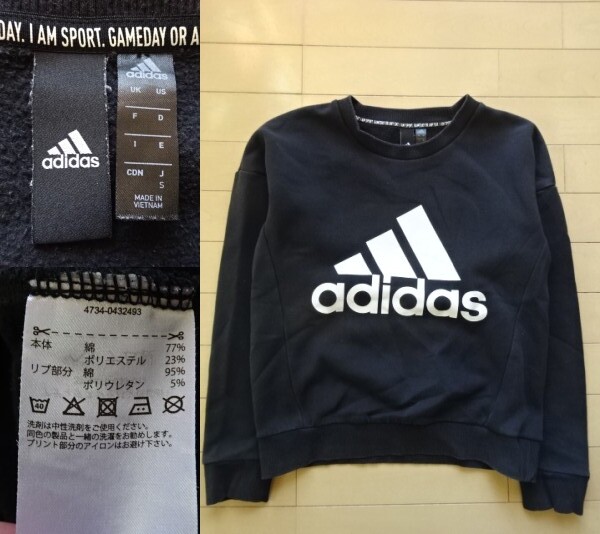 DAY. I AM SPORT. GAMEDAY OR A
adidas
adidas
UK US
F D
I E
CDN J
S
MADE IN
VIETNAM
4734-0432493
本体 綿 77%
ポリエステル 23%
リブ部分 綿 95%
ポリウレタン 5%
40
洗剤は中性洗剤をご使用ください。
同色の製品と一緒の洗濯をお勧めします。
プリント部分のアイロンはお避け下さい。
adidas